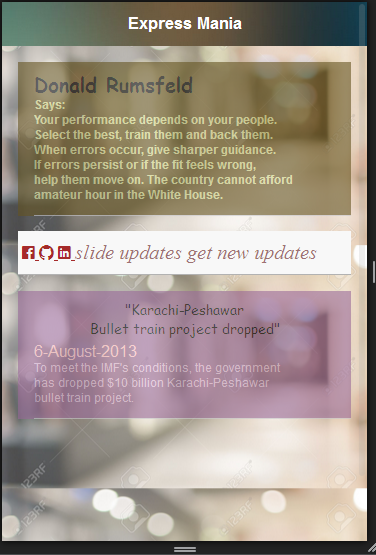 Express Mania
Donald Rumsfeld
Says:
Your performance depends on your people.
Select the best, train them and back them.
When errors occur, give sharper guidance.
If errors persist or if the fit feels wrong,
help them move on. The country cannot afford
amateur hour in the White House.
slide updates get new updates
"Karachi-Peshawar
Bullet train project dropped"
6-August-2013
To meet the IMF's conditions, the government
has dropped $10 billion Karachi-Peshawar
bullet train project.
123RF
123RF
123RF
123RF